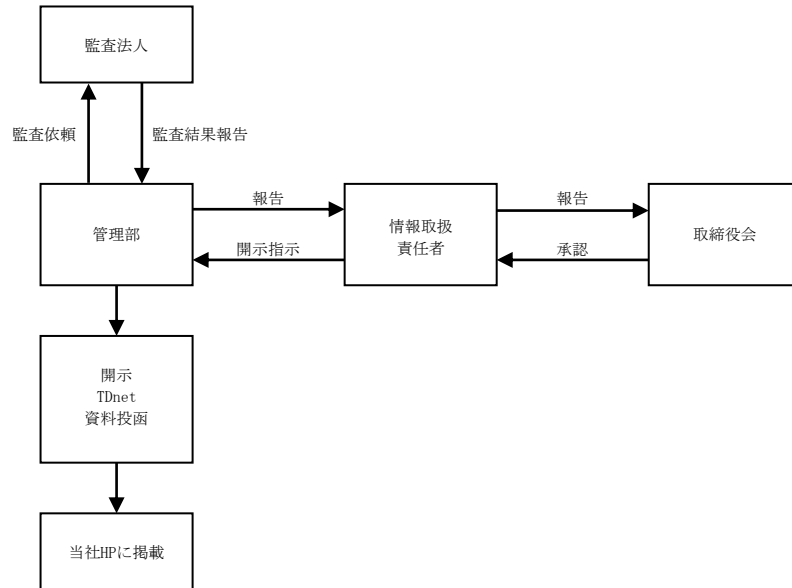 監査法人
監査依頼
監査結果報告
管理部
報告
開示指示
情報取扱
責任者
報告
承認
取締役会
開示
TDnet
資料投函
当社HPに掲載